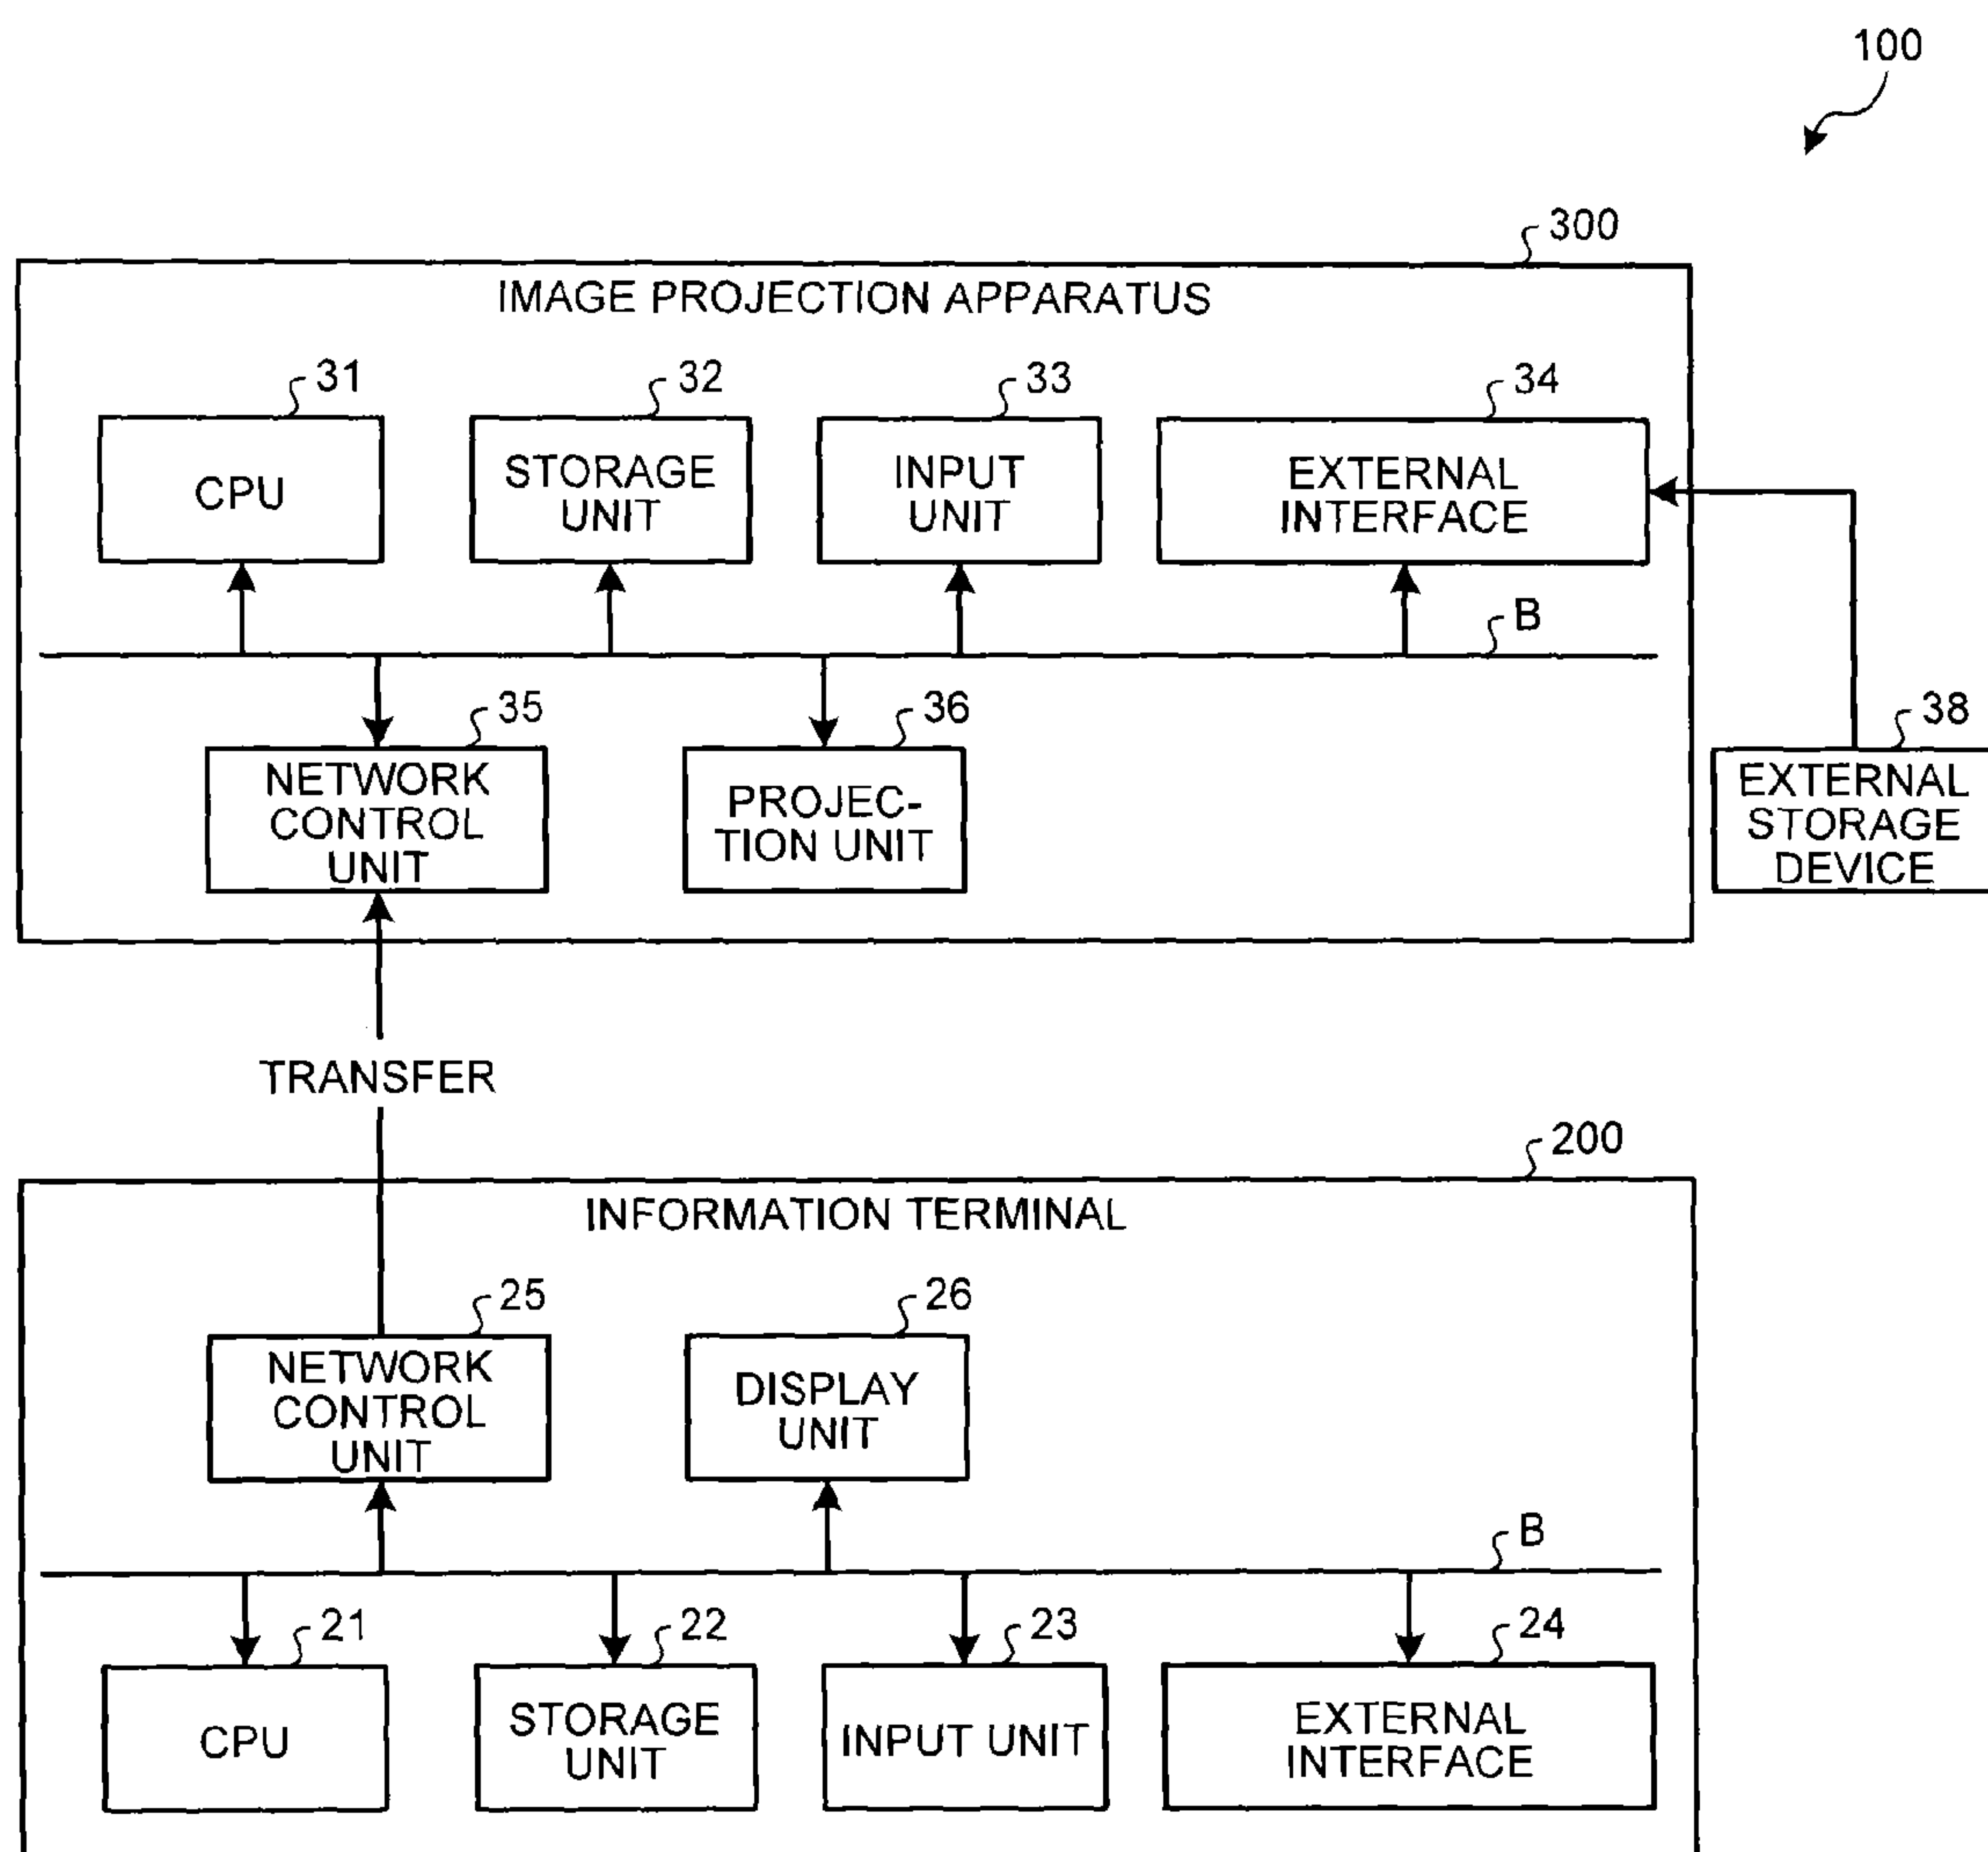 100
300
IMAGE PROJECTION APPARATUS
31
32
33
34
CPU
STORAGE
UNIT
INPUT
UNIT
EXTERNAL
INTERFACE
B
35
36
38
NETWORK
CONTROL
UNIT
PROJEC-
TION UNIT
EXTERNAL
STORAGE
DEVICE
TRANSFER
200
INFORMATION TERMINAL
25
26
NETWORK
CONTROL
UNIT
DISPLAY
UNIT
B
21
22
23
24
CPU
STORAGE
UNIT
INPUT UNIT
EXTERNAL
INTERFACE